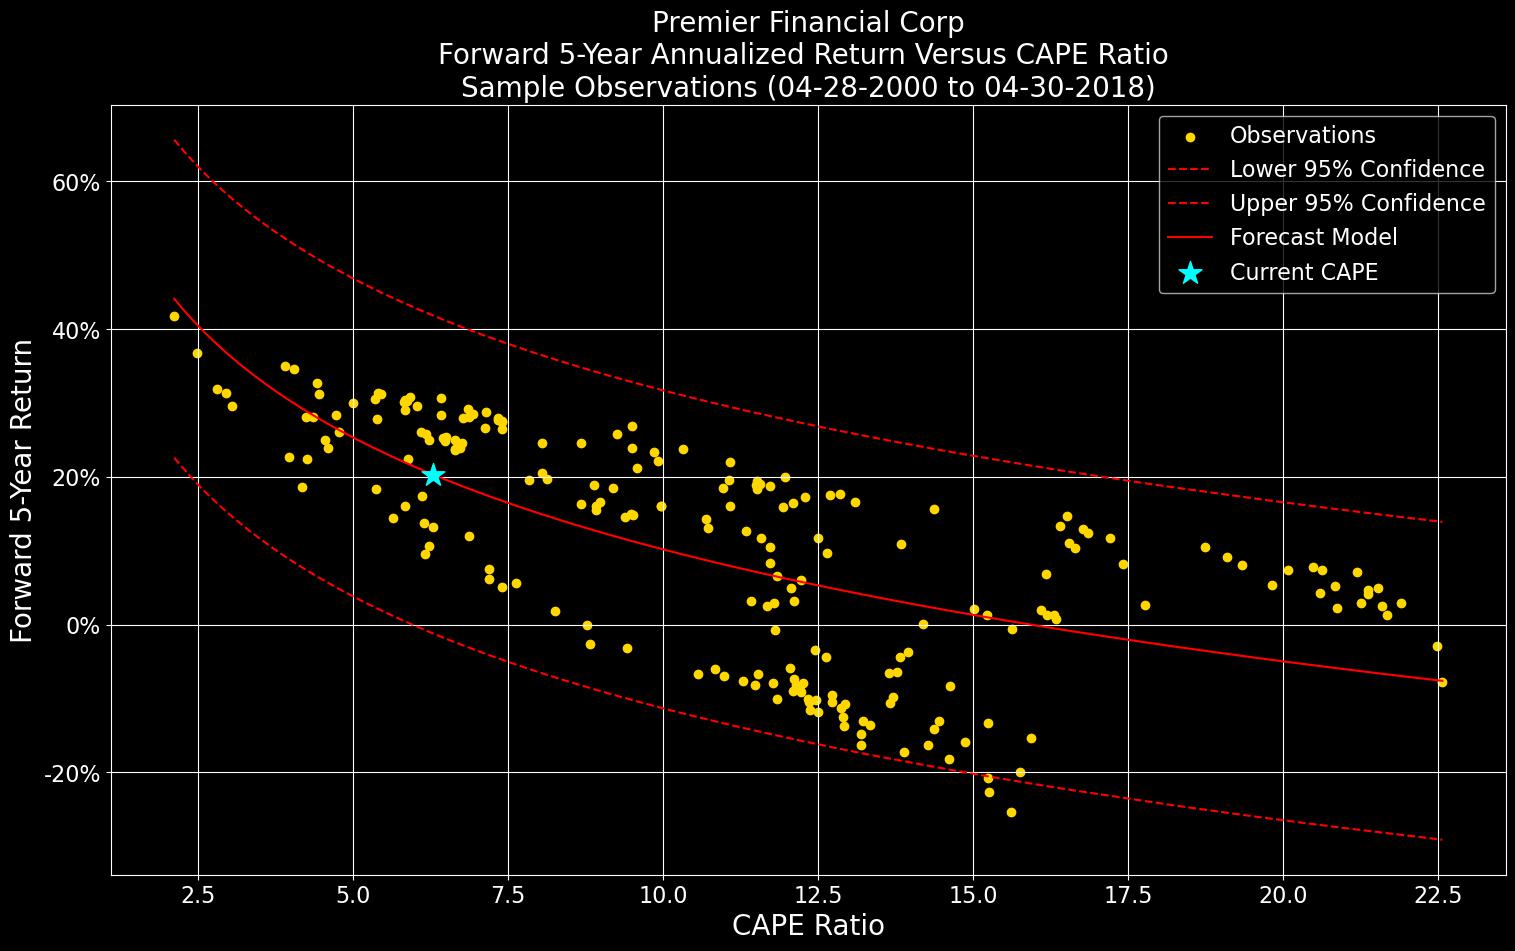 Premier Financial Corp
Forward 5-Year Annualized Return Versus CAPE Ratio
Sample Observations (04-28-2000 to 04-30-2018)
Observations
Lower 95% Confidence
Upper 95% Confidence
Forecast Model
Current CAPE
Forward 5-Year Return
60%
40%
20%
0%
-20%
2.5 5.0 7.5 10.0 12.5 15.0 17.5 20.0 22.5
CAPE Ratio